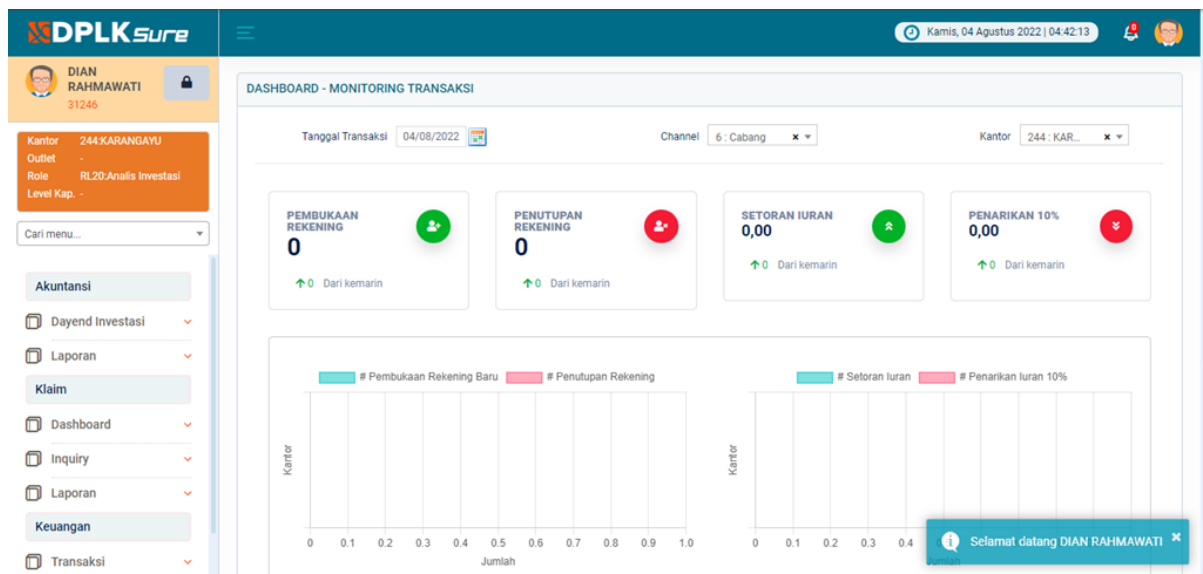 DPLKSure
Kamis, 04 Agustus 2022 | 04:42:13
0
DIAN
RAHMAWATI
31246
Kantor 244:KARANGAYU
Outlet -
Role RL20:Analis Investasi
Level Kap. -
Cari menu...
Akuntansi
Dayend Investasi
Laporan
Klaim
Dashboard
Inquiry
Laporan
Keuangan
Transaksi
DASHBOARD - MONITORING TRANSAKSI
Tanggal Transaksi 04/08/2022
Channel 6 : Cabang ×
Kantor 244 : KAR... ×
PEMBUKAAN
REKENING
0
0 Dari kemarin
PENUTUPAN
REKENING
0
0 Dari kemarin
SETORAN IURAN
0,00
0 Dari kemarin
PENARIKAN 10%
0,00
0 Dari kemarin
# Pembukaan Rekening Baru # Penutupan Rekening
Kantor
0 0.1 0.2 0.3 0.4 0.5 0.6 0.7 0.8 0.9 1.0
Jumlah
# Setoran Iuran # Penarikan Iuran 10%
Kantor
0 0.1 0.2 0.3 0.4
Jumlah
Selamat datang DIAN RAHMAWATI ×